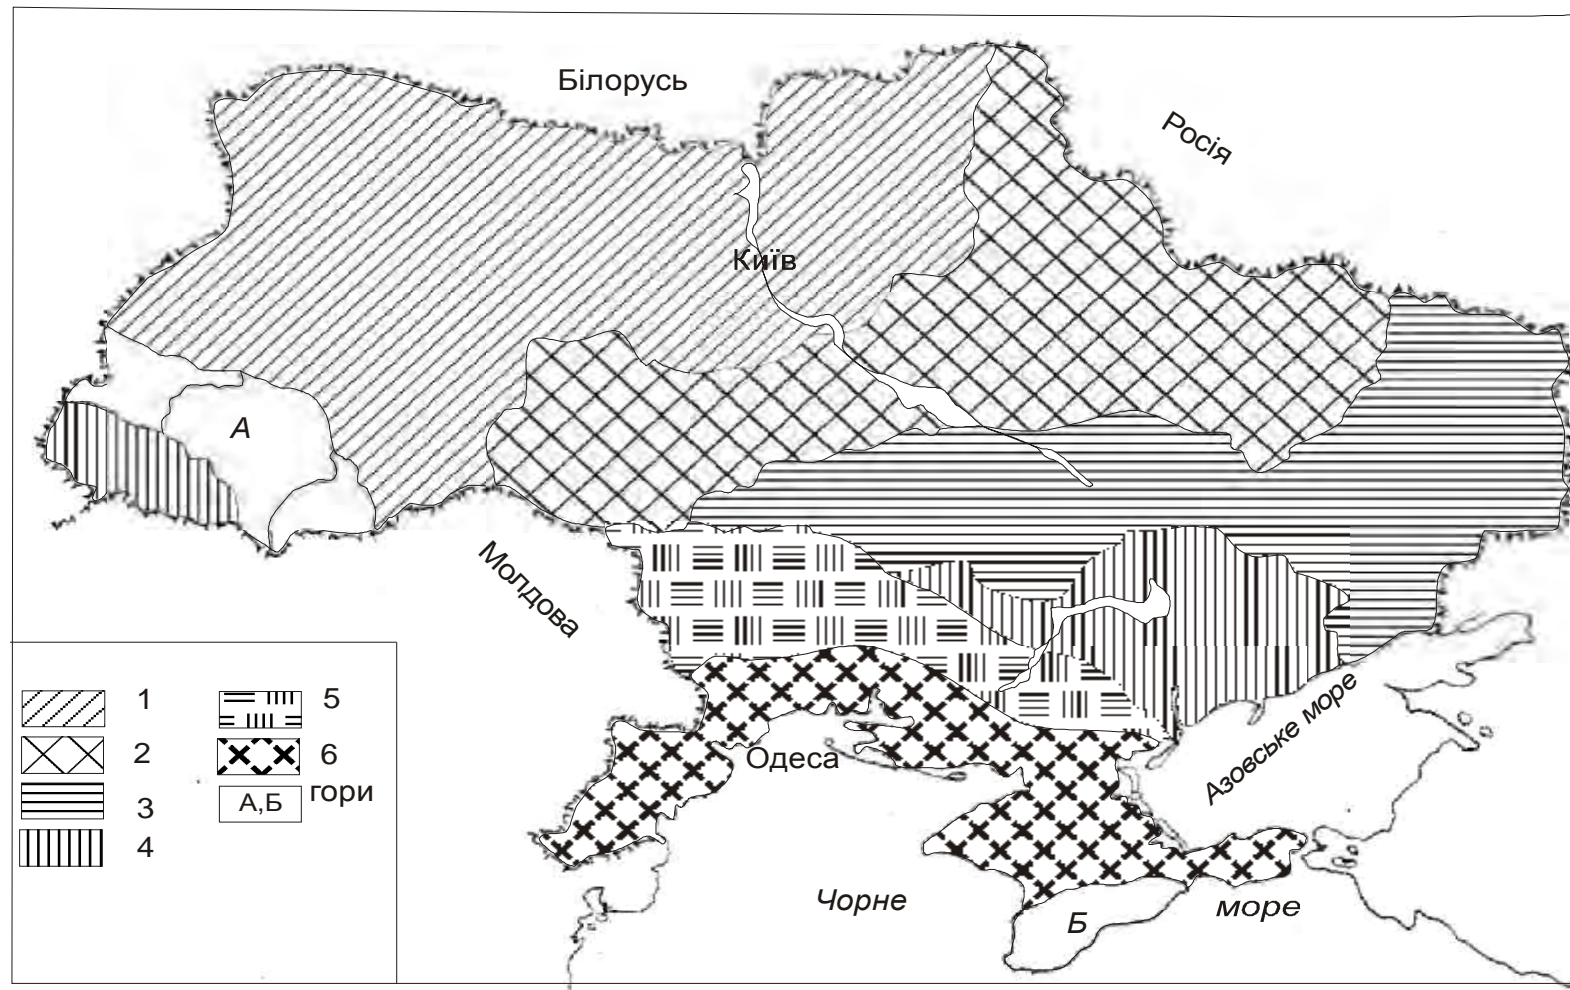 Білорусь
Росія
Київ
А
Молдова
Азовське море
Одеса
Чорне
море
Б
1
2
3
4
5
6
А,Б
гори